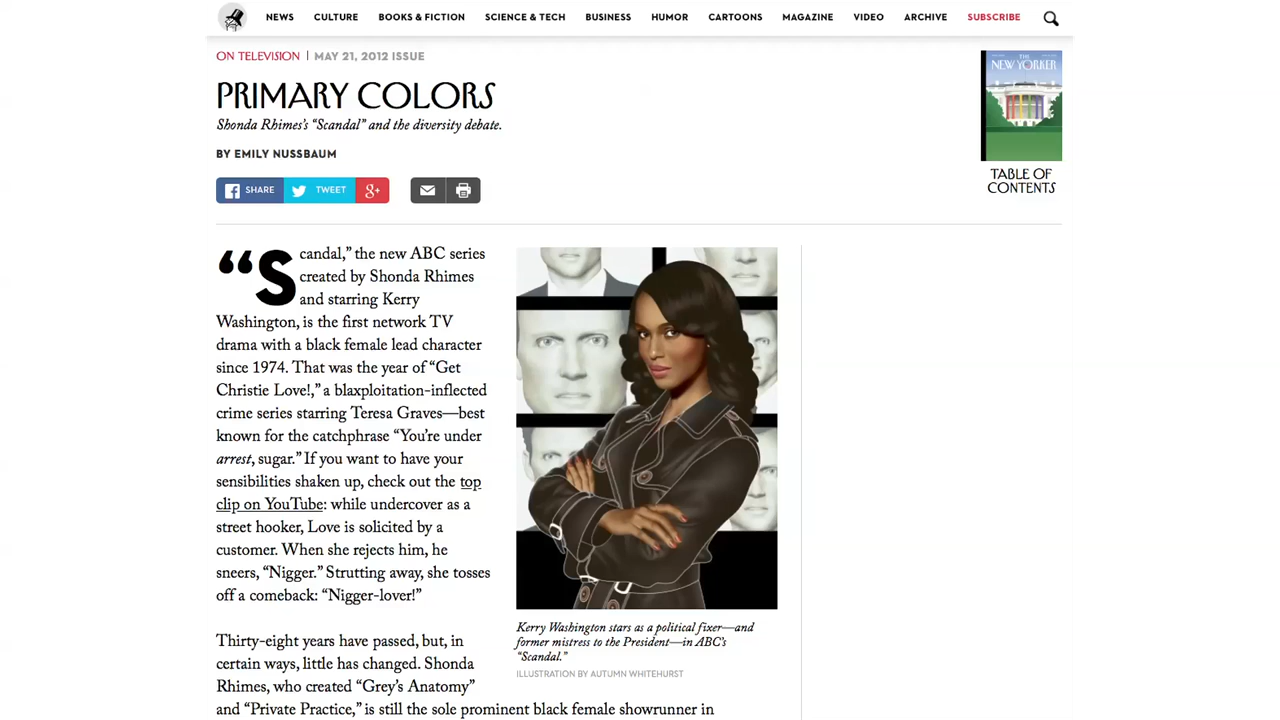 NEWS CULTURE BOOKS & FICTION SCIENCE & TECH BUSINESS HUMOR CARTOONS MAGAZINE VIDEO ARCHIVE SUBSCRIBE
ON TELEVISION | MAY 21, 2012 ISSUE
PRIMARY COLORS
Shonda Rhimes's “Scandal” and the diversity debate.
BY EMILY NUSSBAUM
SHARE TWEET g+
THE
NEW YORKER
TABLE OF
CONTENTS
“Scandal,” the new ABC series
created by Shonda Rhimes
and starring Kerry
Washington, is the first network TV
drama with a black female lead character
since 1974. That was the year of “Get
Christie Love!,” a blaxploitation-inflected
crime series starring Teresa Graves—best
known for the catchphrase “You’re under
arrest, sugar.” If you want to have your
sensibilities shaken up, check out the top
clip on YouTube: while undercover as a
street hooker, Love is solicited by a
customer. When she rejects him, he
sneers, “Nigger.” Strutting away, she tosses
off a comeback: “Nigger-lover!”
Thirty-eight years have passed, but, in
certain ways, little has changed. Shonda
Rhimes, who created “Grey’s Anatomy”
and “Private Practice,” is still the sole prominent black female showrunner in
Kerry Washington stars as a political fixer—and
former mistress to the President—in ABC’s
“Scandal.”
ILLUSTRATION BY AUTUMN WHITEHURST